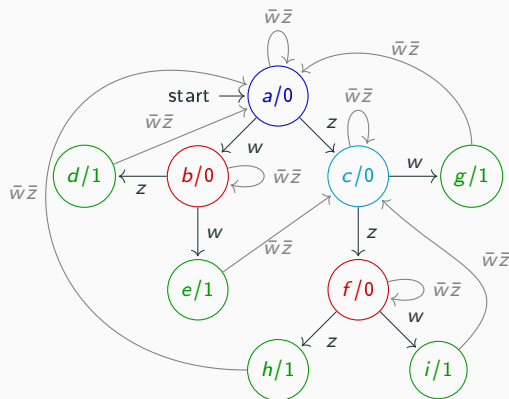 w̄z̄
w̄z̄
start
a/0
w̄z̄
z
w̄z̄
w
d/1
z
b/0
w̄z̄
c/0
w
g/1
w̄z̄
w
z
w̄z̄
w̄z̄
e/1
f/0
w̄z̄
z
w
h/1
i/1